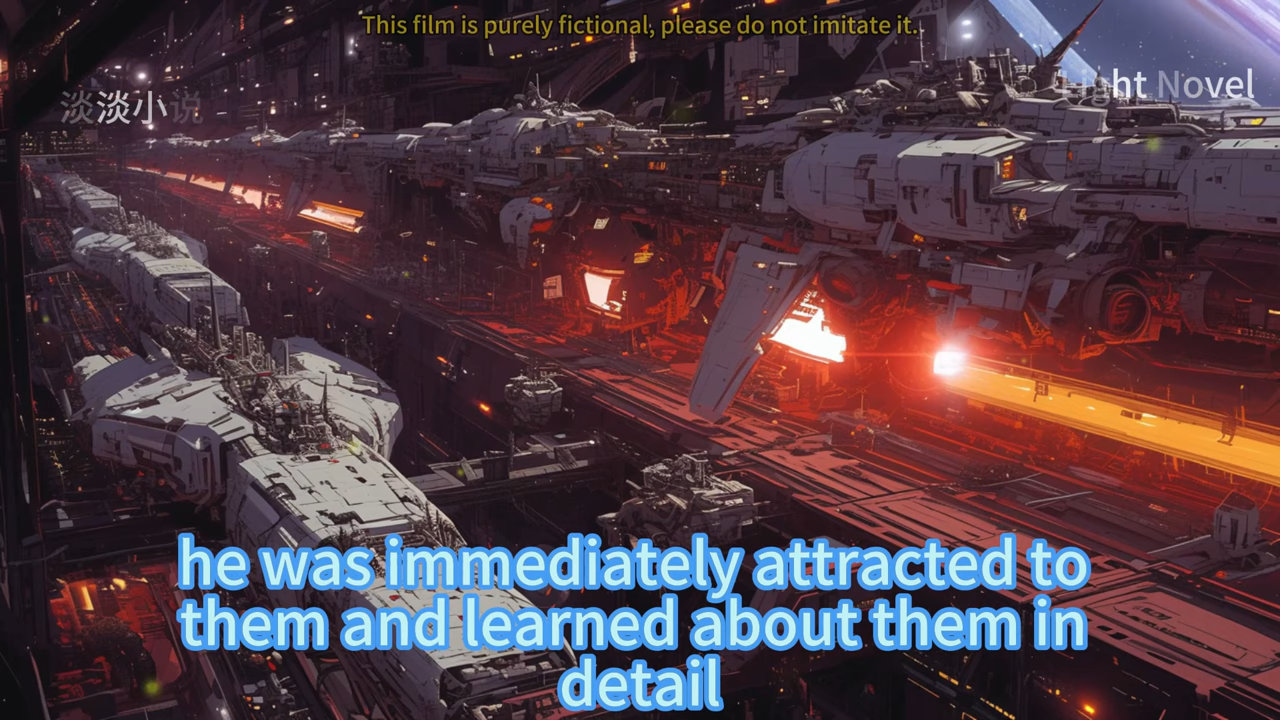 This film is purely fictional, please do not imitate it.
淡淡小说
Light Novel
he was immediately attracted to
them and learned about them in
detail